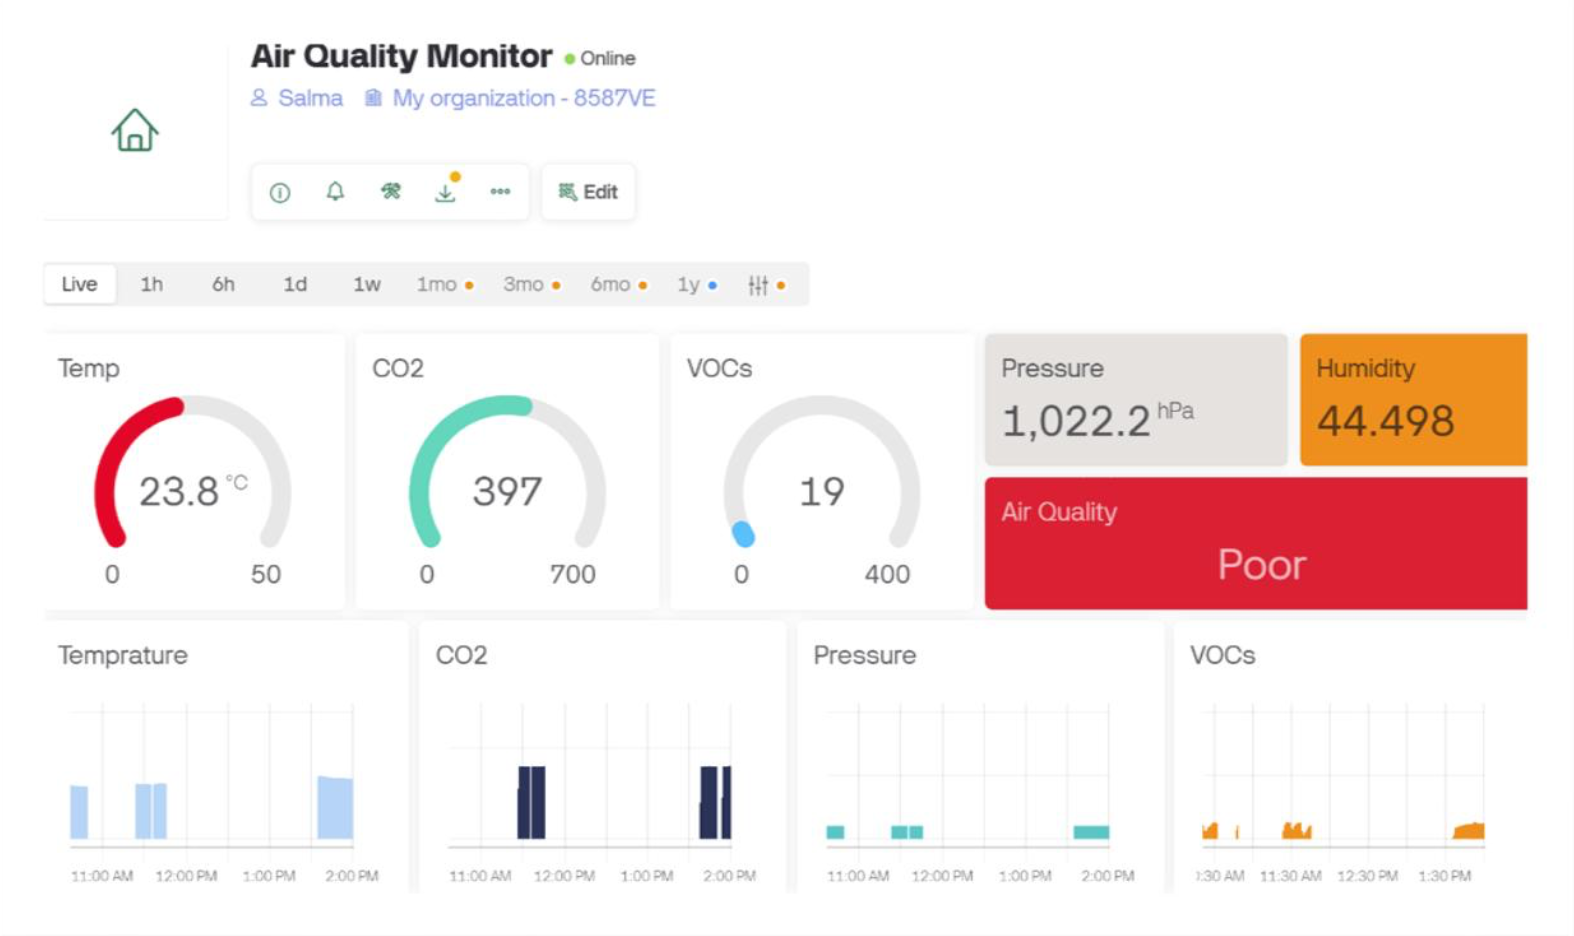 Air Quality Monitor Online
Salma My organization - 8587VE
Edit
Live 1h 6h 1d 1w 1mo 3mo 6mo 1y
Temp
23.8 °C
0 50
CO2
397
0 700
VOCs
19
0 400
Pressure
1,022.2 hPa
Humidity
44.498
Air Quality
Poor
Temprature
11:00 AM 12:00 PM 1:00 PM 2:00 PM
CO2
11:00 AM 12:00 PM 1:00 PM 2:00 PM
Pressure
11:00 AM 12:00 PM 1:00 PM 2:00 PM
VOCs
:30 AM 11:30 AM 12:30 PM 1:30 PM